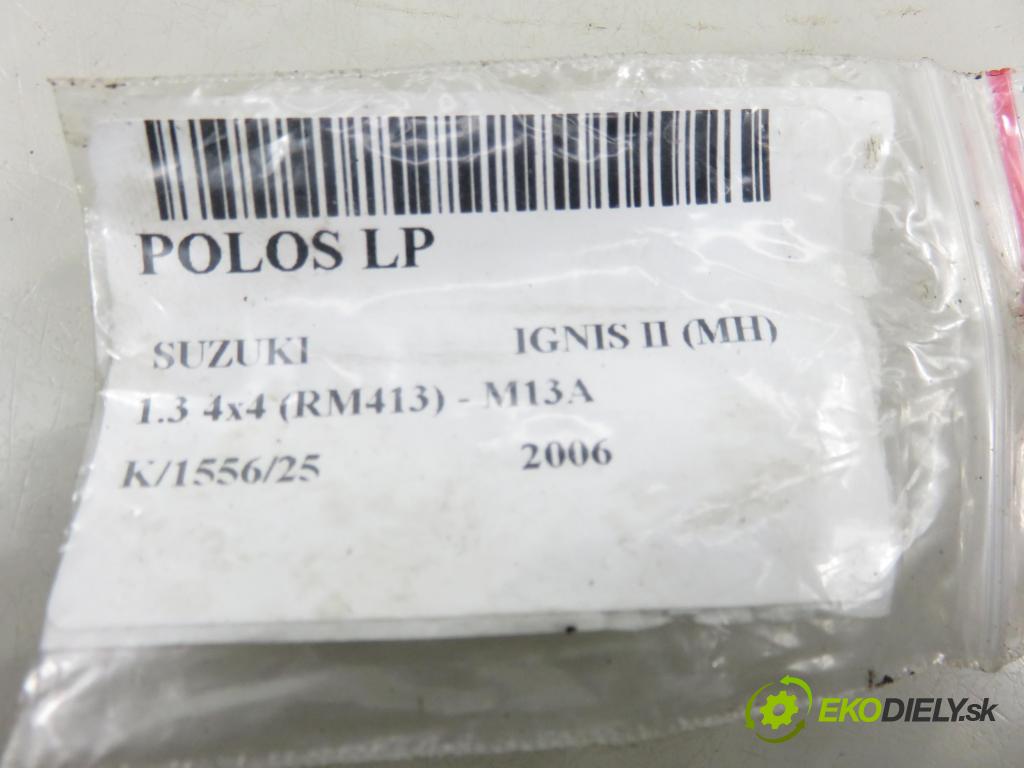 POLOS LP
SUZUKI IGNIS II (MH)
1.3 4x4 (RM413) - M13A
K/1556/25 2006
EKODIELY.sk